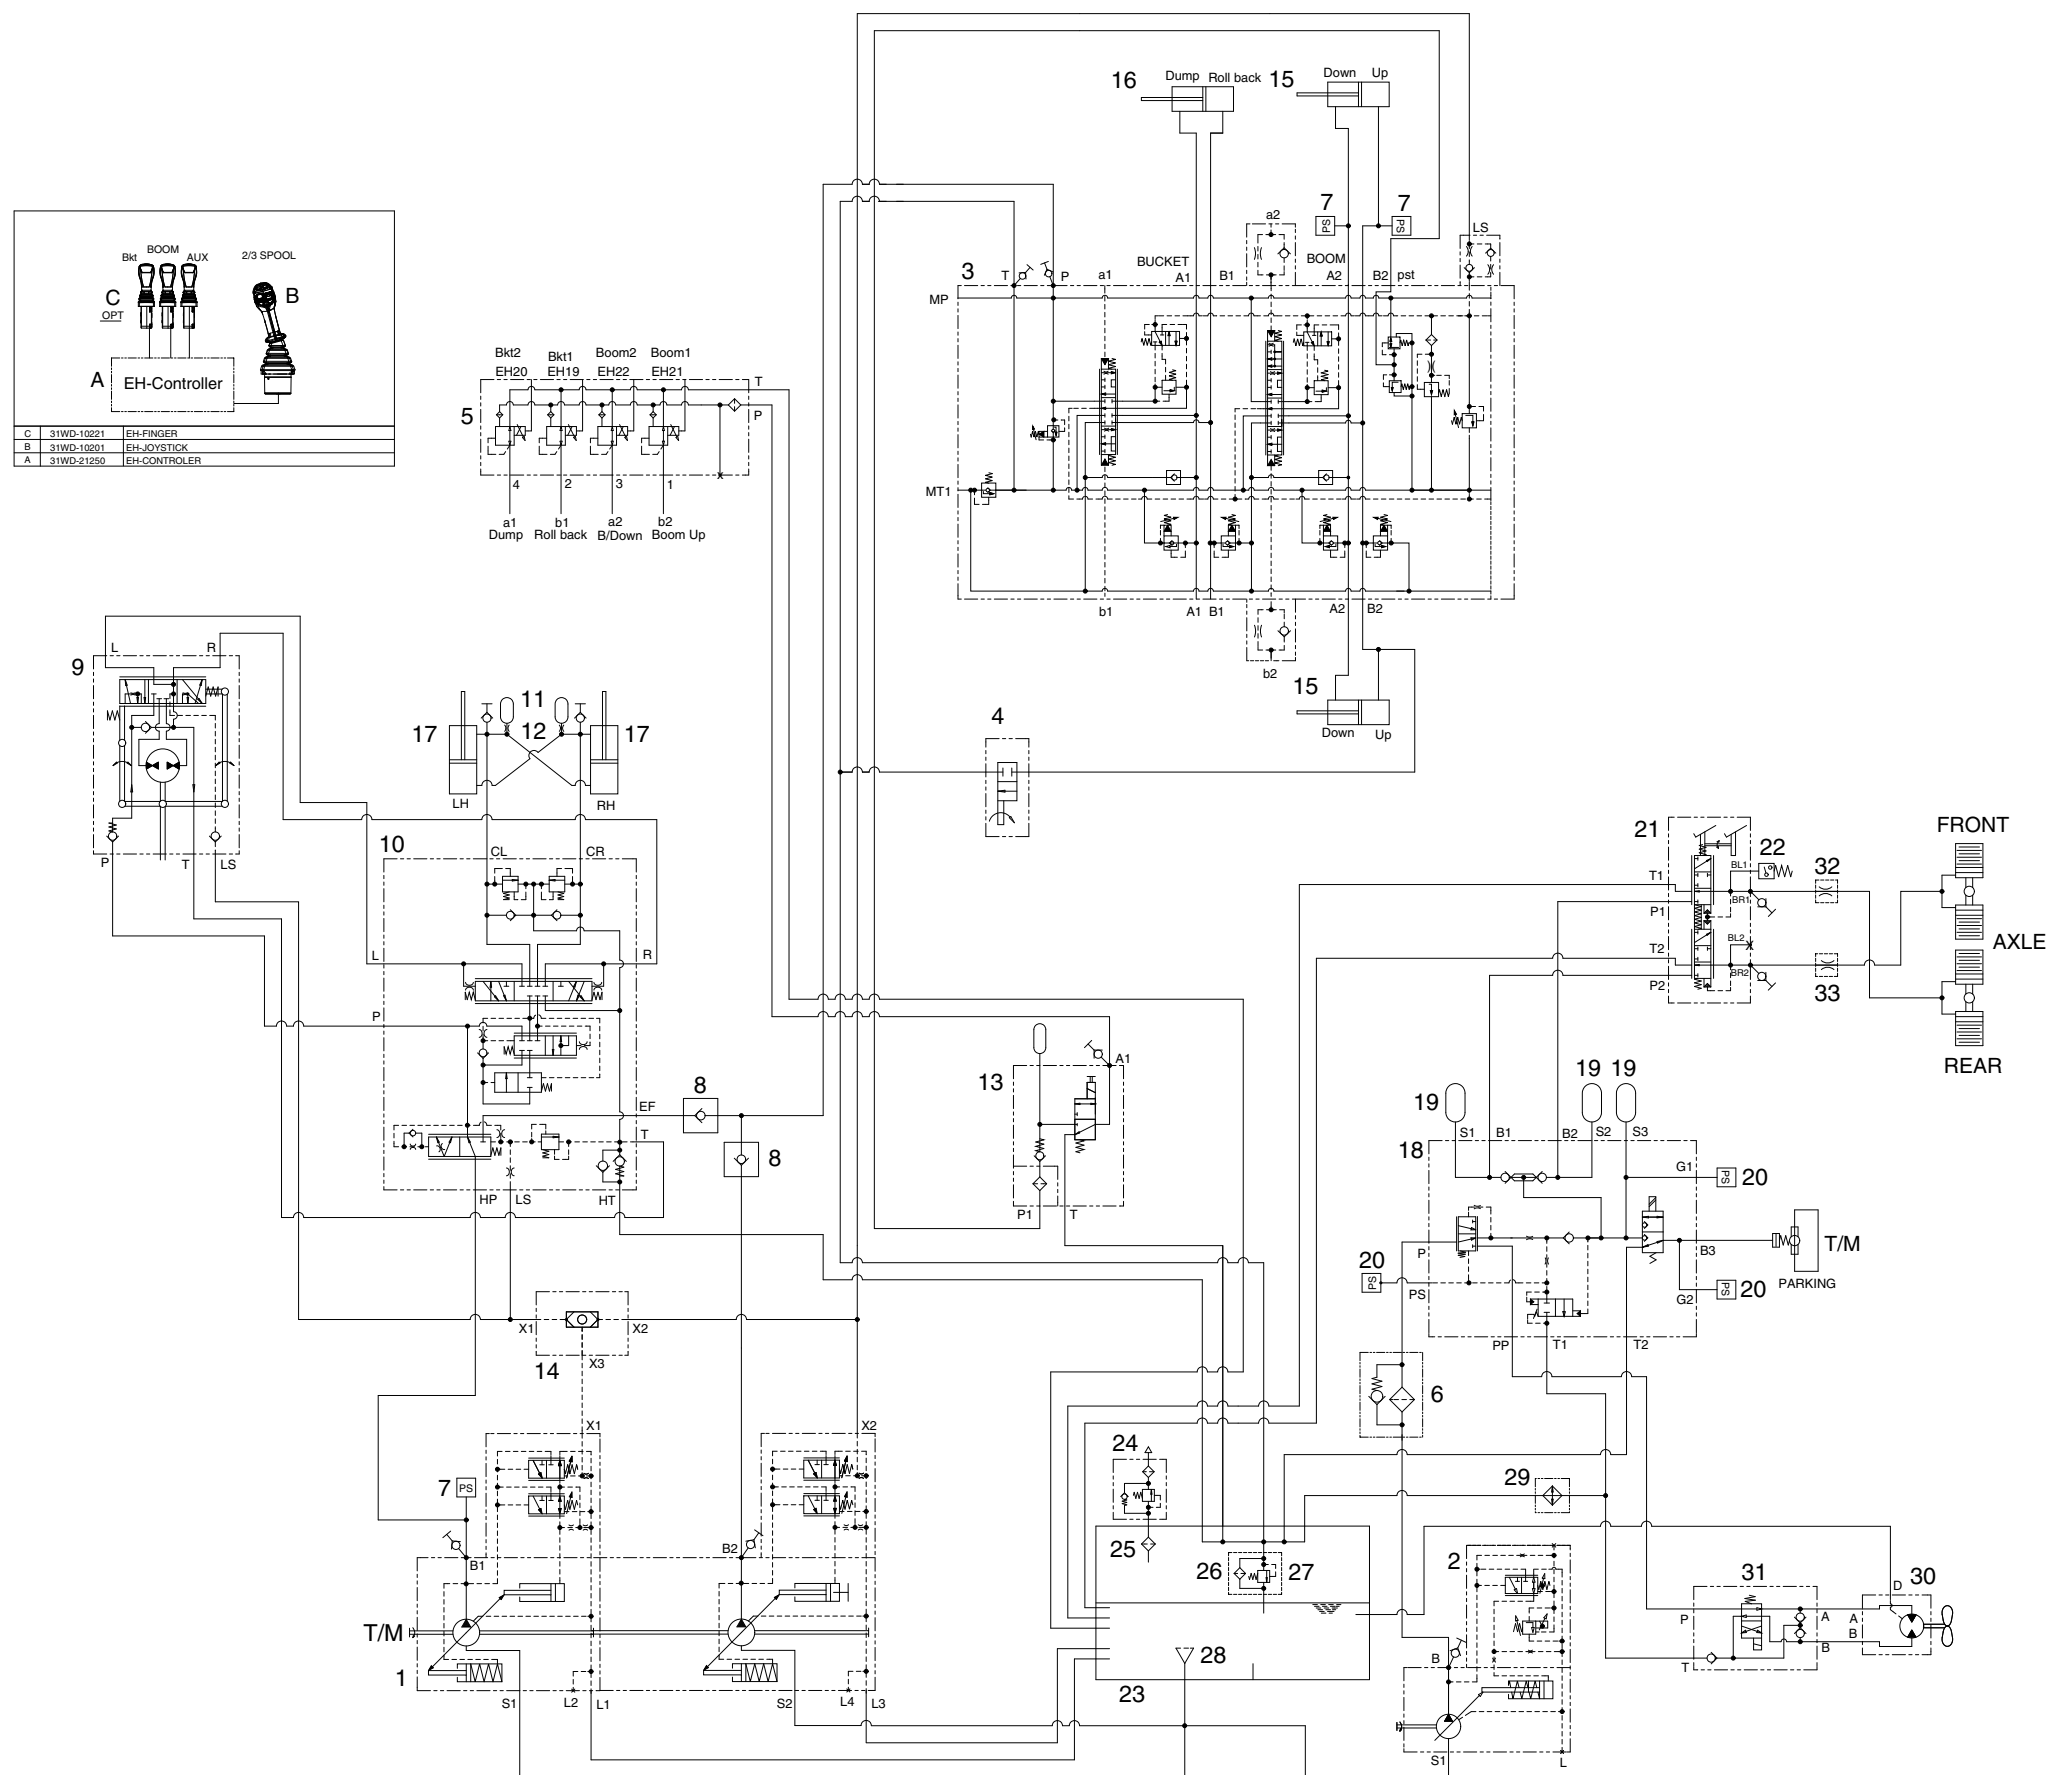 16
Dump Roll back
15
Down Up
7
7
a2
LS
BOOM
Bkt
AUX
2/3 SPOOL
C
OPT
B
A
EH-Controller
C 31WD-10221 EH-FINGER
B 31WD-10201 EH-JOYSTICK
A 31WD-21250 EH-CONTROLER
3
T
P
a1
BUCKET
A1
B1
BOOM
A2
B2
pst
MP
MT1
PS
PS
b1
A1 B1
A2 B2
b2
15
Down Up
Bkt2 Bkt1 Boom2 Boom1
EH20 EH19 EH22 EH21
T
P
5
4 2 3 1
a1 b1 a2 b2
Dump Roll back B/Down Boom Up
9
L
R
P
T
LS
11
12
17
17
LH
RH
4
10
CL
CR
L
R
P
EF
T
HP
LS
HT
8
8
13
A1
P1
T
21
T1
P1
T2
P2
BL1
BR1
BL2
BR2
22
32
33
FRONT
AXLE
REAR
19
19 19
18
S1 B1 B2 S2 S3
G1
PS
20
P
B3
T/M
PARKING
20
PS
PS
G2
PS
20
PP
T1
T2
6
X1
X2
X3
14
X1
X2
7
PS
B1
B2
T/M
1
S1
L2
L1
S2
L4
L3
24
25
26
27
28
23
29
2
B
S1
L
31
P
T
A
B
30
D
A
B